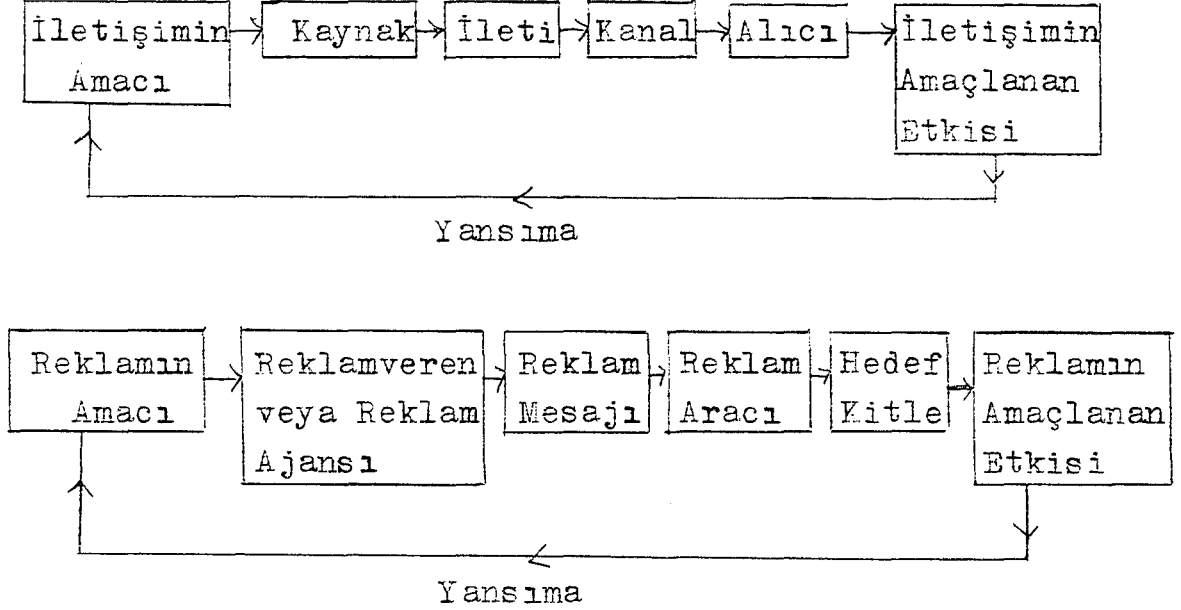 İletişimin Kaynak İleti Kanal Alıcı İletişimin
Amacı Amaçlanan
Etkisi
Yansıma
Reklamın Reklamveren Reklam Reklam Hedef Reklamın
Amacı veya Reklam Mesajı Aracı Kitle Amaçlanan
Ajansı Etkisi
Yansıma